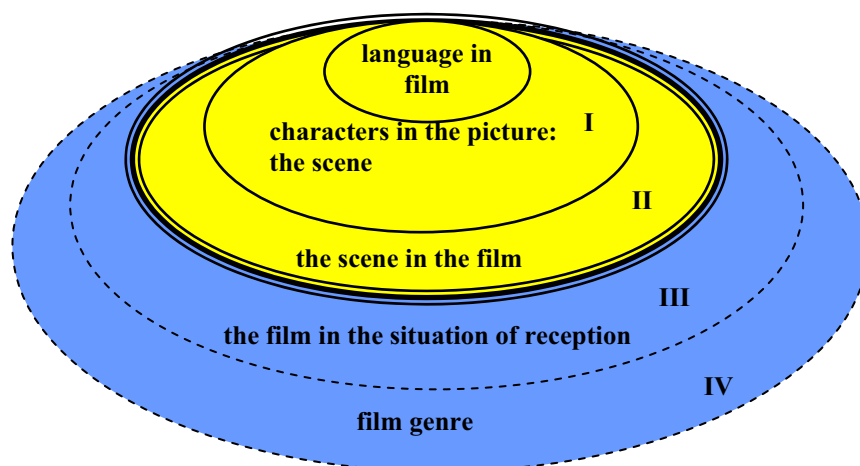 language in
film
characters in the picture:
I
the scene
II
the scene in the film
III
the film in the situation of reception
IV
film genre